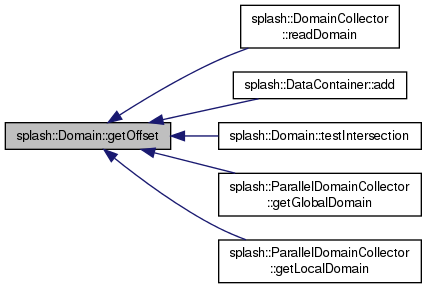 splash::DomainCollector
::readDomain
splash::DataContainer::add
splash::Domain::getOffset
splash::Domain::testIntersection
splash::ParallelDomainCollector
::getGlobalDomain
splash::ParallelDomainCollector
::getLocalDomain